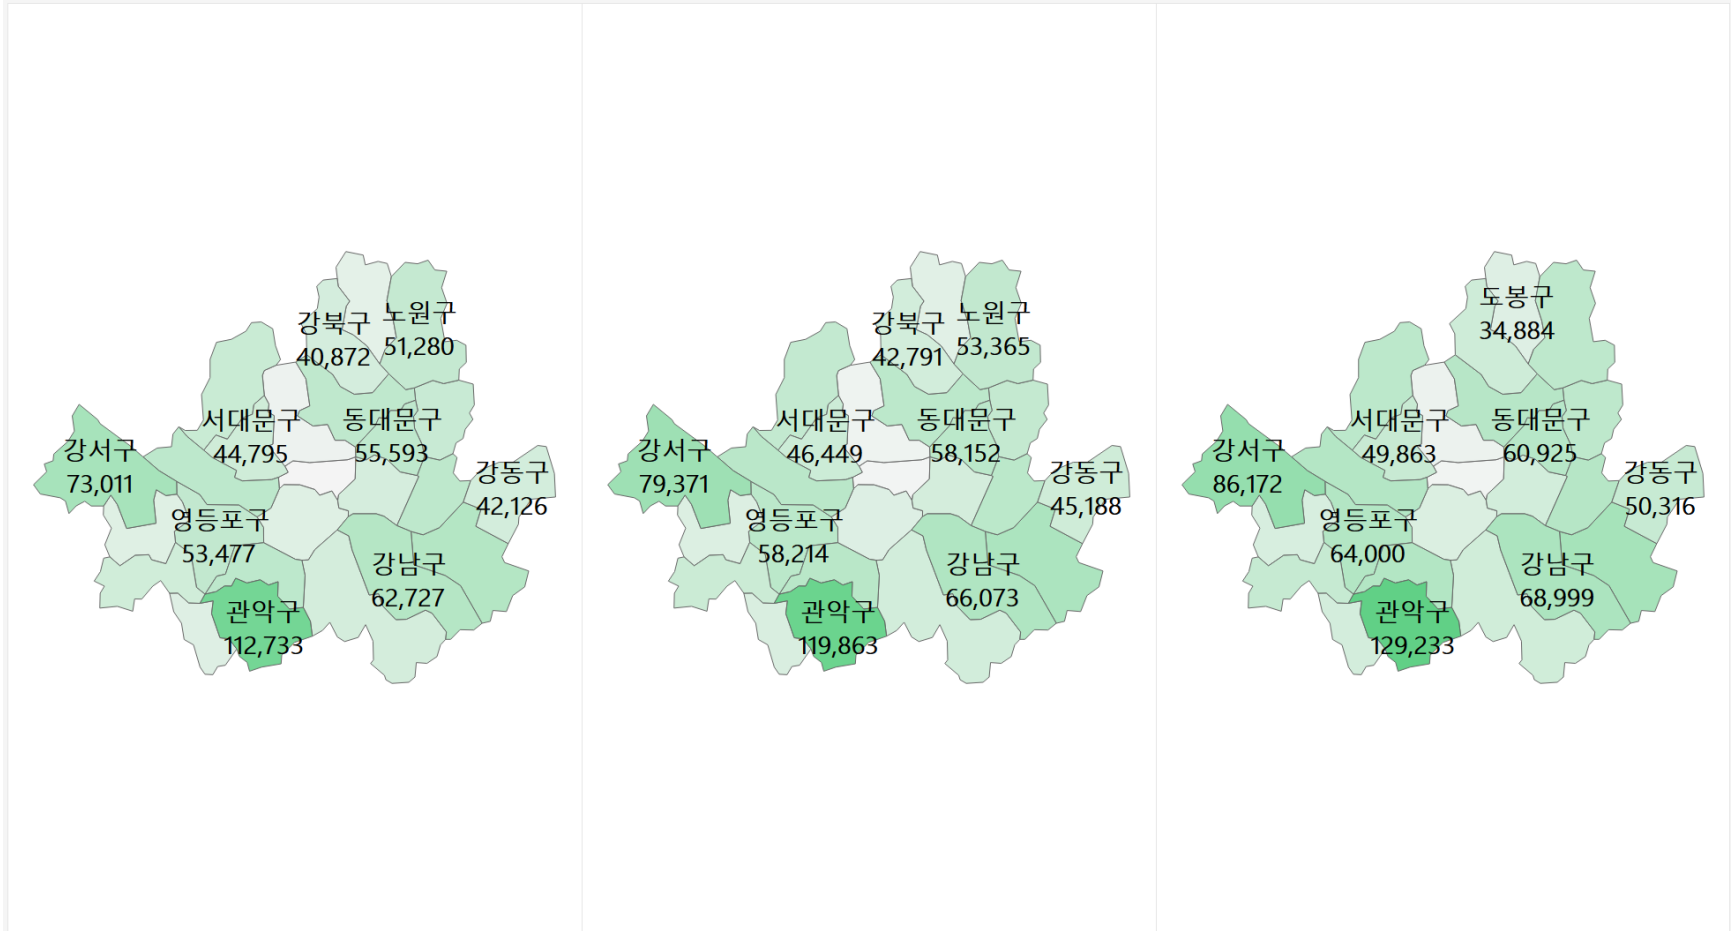 강북구
40,872
노원구
51,280
서대문구
44,795
동대문구
55,593
강서구
73,011
강동구
42,126
영등포구
53,477
강남구
62,727
관악구
112,733
강북구
42,791
노원구
53,365
서대문구
46,449
동대문구
58,152
강서구
79,371
강동구
45,188
영등포구
58,214
강남구
66,073
관악구
119,863
도봉구
34,884
서대문구
49,863
동대문구
60,925
강서구
86,172
강동구
50,316
영등포구
64,000
강남구
68,999
관악구
129,233